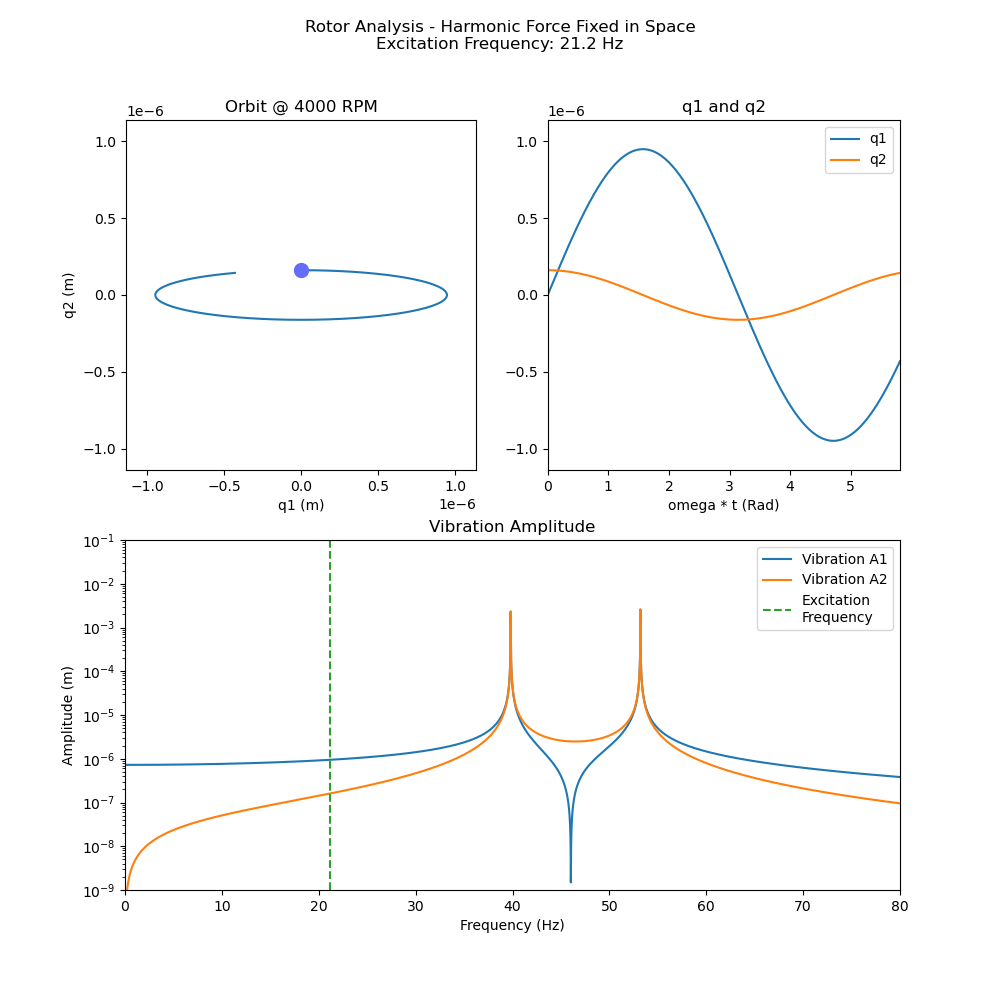 Rotor Analysis - Harmonic Force Fixed in Space
Excitation Frequency: 21.2 Hz
Orbit @ 4000 RPM
1e−6
1.0
0.5
0.0
−0.5
−1.0
q2 (m)
−1.0 −0.5 0.0 0.5 1.0
q1 (m)
1e−6
q1 and q2
1e−6
q1
q2
1.0
0.5
0.0
−0.5
−1.0
0 1 2 3 4 5
omega * t (Rad)
Vibration Amplitude
Vibration A1
Vibration A2
Excitation
Frequency
10⁻¹
10⁻²
10⁻³
10⁻⁴
10⁻⁵
10⁻⁶
10⁻⁷
10⁻⁸
10⁻⁹
Amplitude (m)
0 10 20 30 40 50 60 70 80
Frequency (Hz)